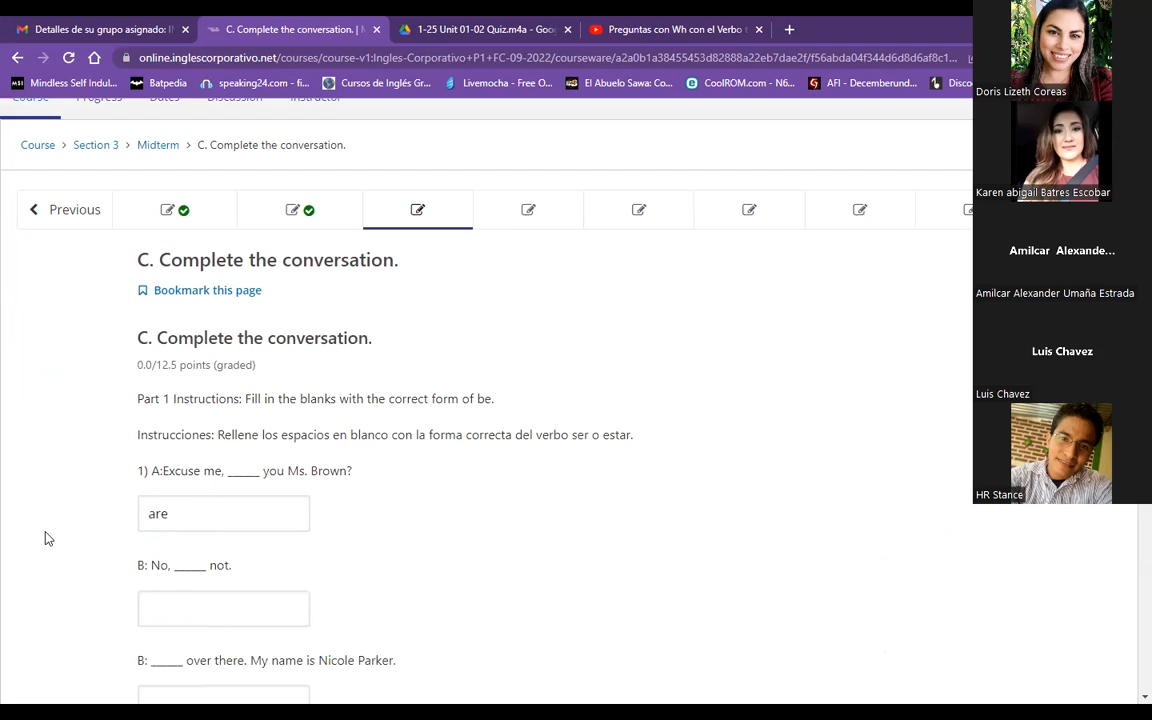 Detalles de su grupo asignado: I
C. Complete the conversation. | M
1-25 Unit 01-02 Quiz.m4a - Goo
Preguntas con Wh con el Verbo t
online.inglescorporativo.net/courses/course-v1:Ingles-Corporativo+P1+FC-09-2022/courseware/a2a0b1a38455453d82888a22eb7dae2f/f56abda04f344d6d8d6af8c1...
Mindless Self Indul...
Batpedia
speaking24.com - fi...
Cursos de Inglés Gr...
Livemocha - Free O...
El Abuelo Sawa: Co...
CoolROM.com - N6...
AFI - Decemberund...
Disco
Course
Progress
Dates
Discussion
Instructor
Course > Section 3 > Midterm > C. Complete the conversation.
Previous
C. Complete the conversation.
Bookmark this page
C. Complete the conversation.
0.0/12.5 points (graded)
Part 1 Instructions: Fill in the blanks with the correct form of be.
Instrucciones: Rellene los espacios en blanco con la forma correcta del verbo ser o estar.
1) A:Excuse me, _____ you Ms. Brown?
are
B: No, _____ not.
B: _____ over there. My name is Nicole Parker.
Doris Lizeth Coreas
Karen abigail Batres Escobar
Amilcar Alexande...
Amilcar Alexander Umaña Estrada
Luis Chavez
Luis Chavez
HR Stance